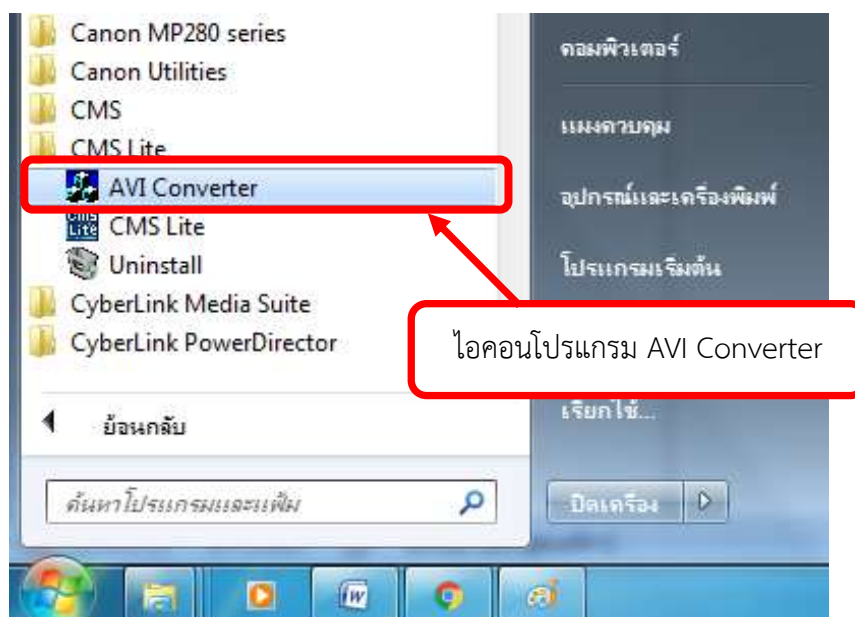 Canon MP280 series
Canon Utilities
CMS
CMS Lite
AVI Converter
CMS Lite
Uninstall
CyberLink Media Suite
CyberLink PowerDirector
ย้อนกลับ
ค้นหาโปรแกรมและแฟ้ม
คอมพิวเตอร์
แผงควบคุม
อุปกรณ์และเครื่องพิมพ์
โปรแกรมเริ่มต้น
ไอคอนโปรแกรม AVI Converter
เรียกใช้...
ปิดเครื่อง